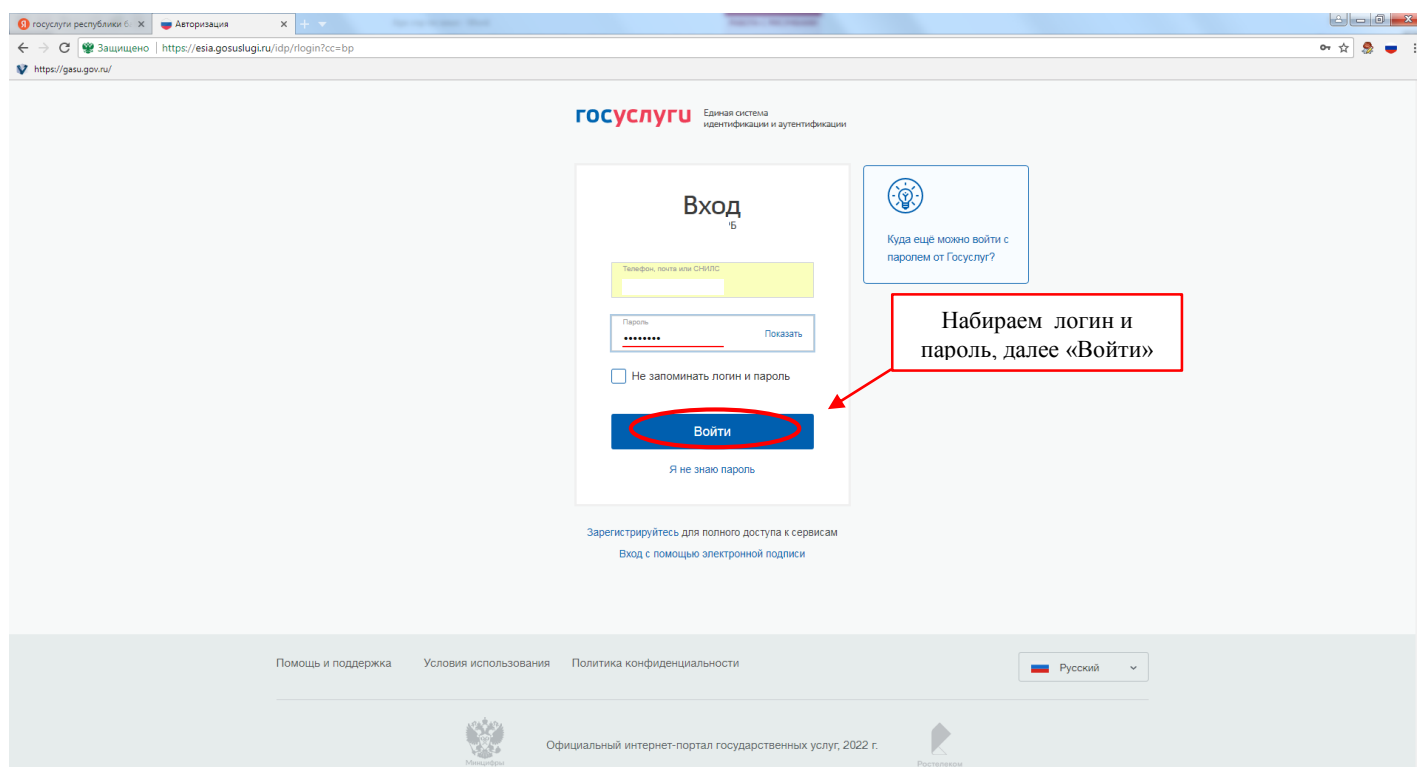 госуслуги республики б
Авторизация
Защищено | https://esia.gosuslugi.ru/idp/rlogin?cc=bp
https://gasu.gov.ru/
госуслуги
Единая система
идентификации и аутентификации
Вход
'Б
Куда ещё можно войти с
паролем от Госуслуг?
Телефон, почта или СНИЛС
Пароль
••••••••
Показать
Набираем логин и
пароль, далее «Войти»
Не запоминать логин и пароль
Войти
Я не знаю пароль
Зарегистрируйтесь для полного доступа к сервисам
Вход с помощью электронной подписи
Помощь и поддержка
Условия использования
Политика конфиденциальности
Русский
Официальный интернет-портал государственных услуг, 2022 г.
Минцифры
Ростелеком